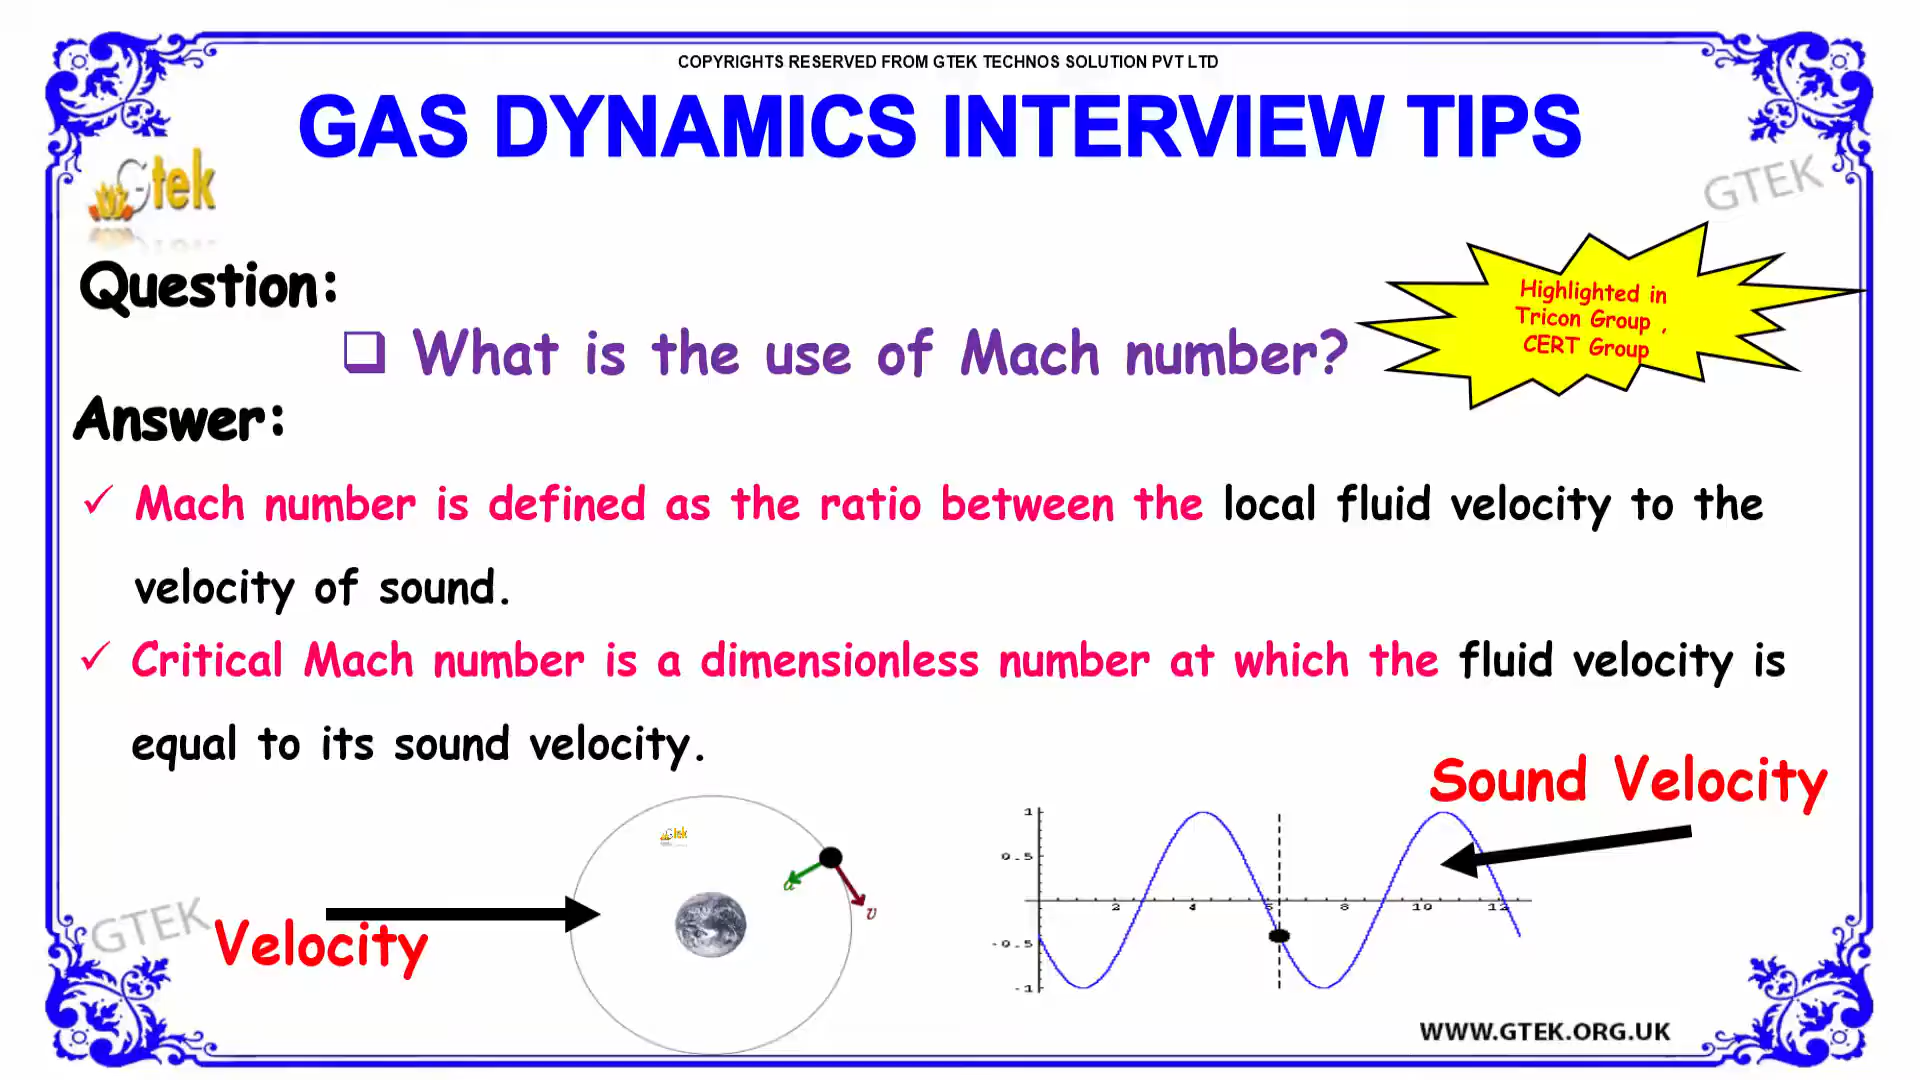 COPYRIGHTS RESERVED FROM GTEK TECHNOS SOLUTION PVT LTD
GAS DYNAMICS INTERVIEW TIPS
Gtek
GTEK
Question:
❑ What is the use of Mach number?
Highlighted in
Tricon Group ,
CERT Group
Answer:
✓ Mach number is defined as the ratio between the local fluid velocity to the
velocity of sound.
✓ Critical Mach number is a dimensionless number at which the fluid velocity is
equal to its sound velocity.
Sound Velocity
Gtek
a
v
1
0.5
2 4 6 8 10 12
-0.5
-1
GTEK
Velocity
WWW.GTEK.ORG.UK